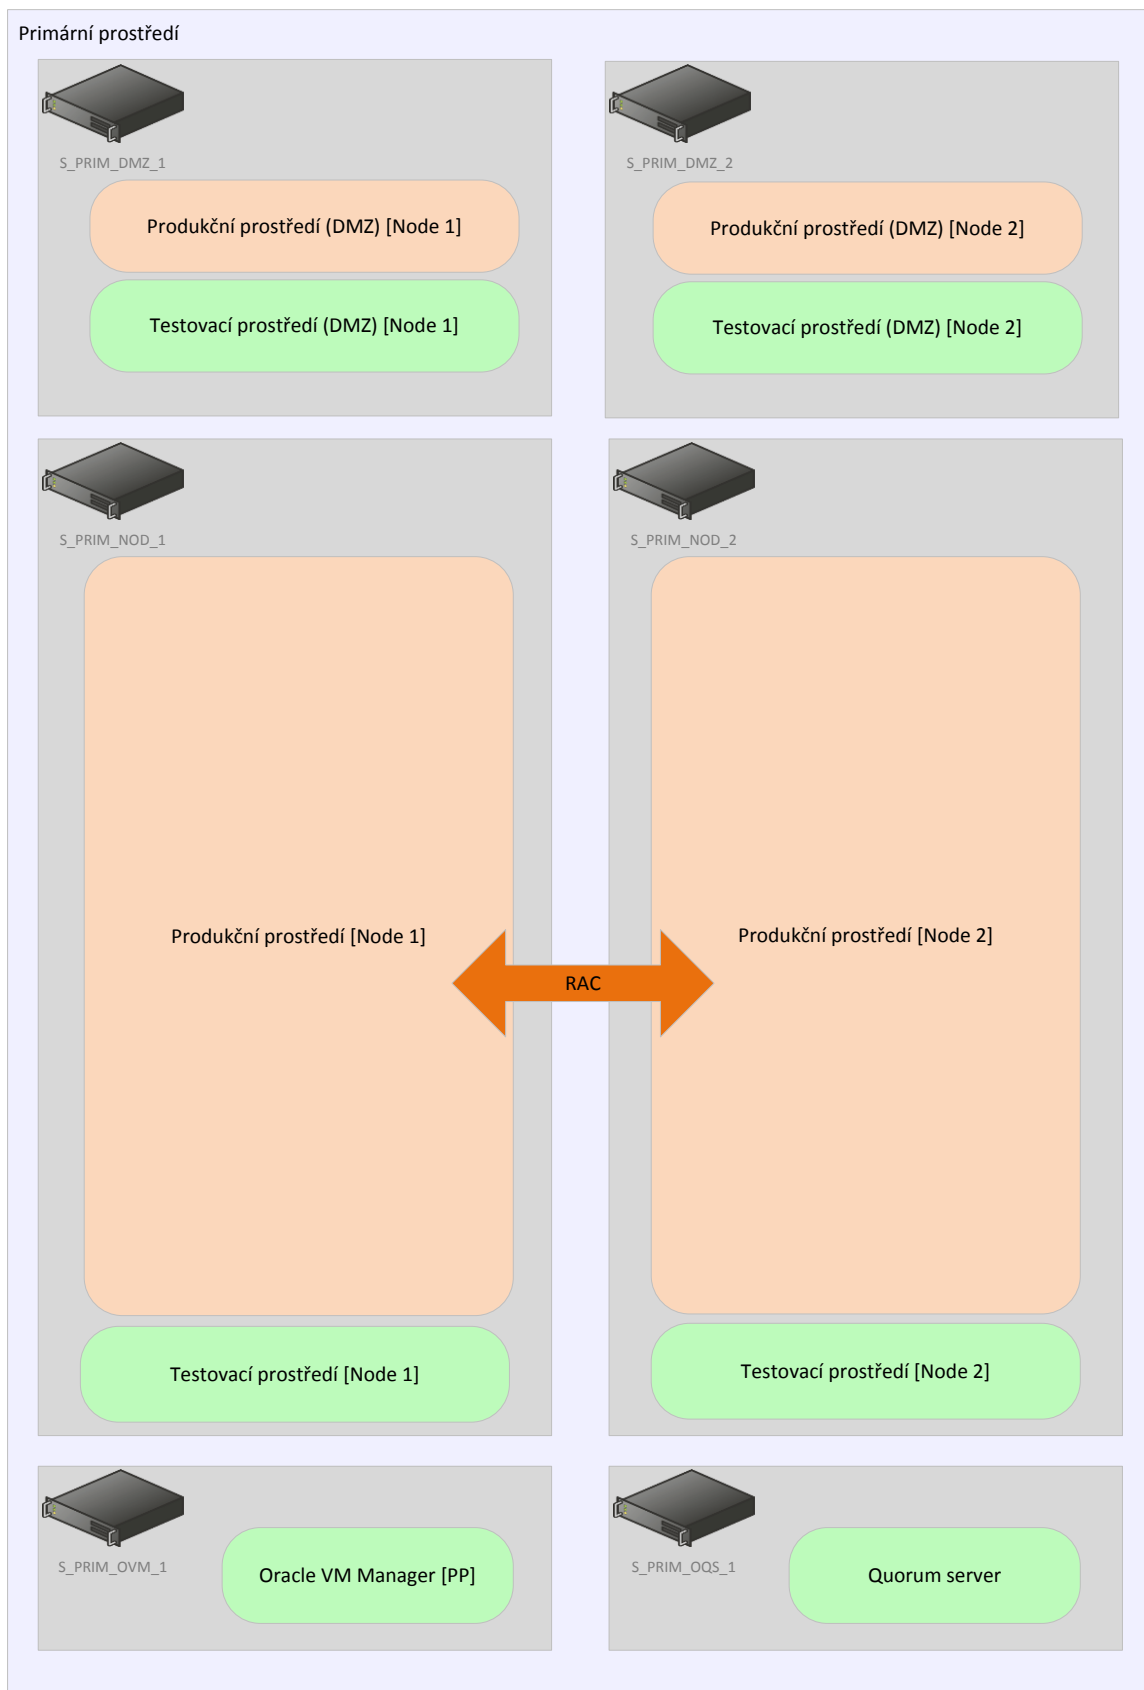 Primární prostředí
S_PRIM_DMZ_1
S_PRIM_DMZ_2
Produkční prostředí (DMZ) [Node 1]
Produkční prostředí (DMZ) [Node 2]
Testovací prostředí (DMZ) [Node 1]
Testovací prostředí (DMZ) [Node 2]
S_PRIM_NOD_1
S_PRIM_NOD_2
Produkční prostředí [Node 1]
Produkční prostředí [Node 2]
RAC
Testovací prostředí [Node 1]
Testovací prostředí [Node 2]
S_PRIM_OVM_1
Oracle VM Manager [PP]
S_PRIM_OQS_1
Quorum server